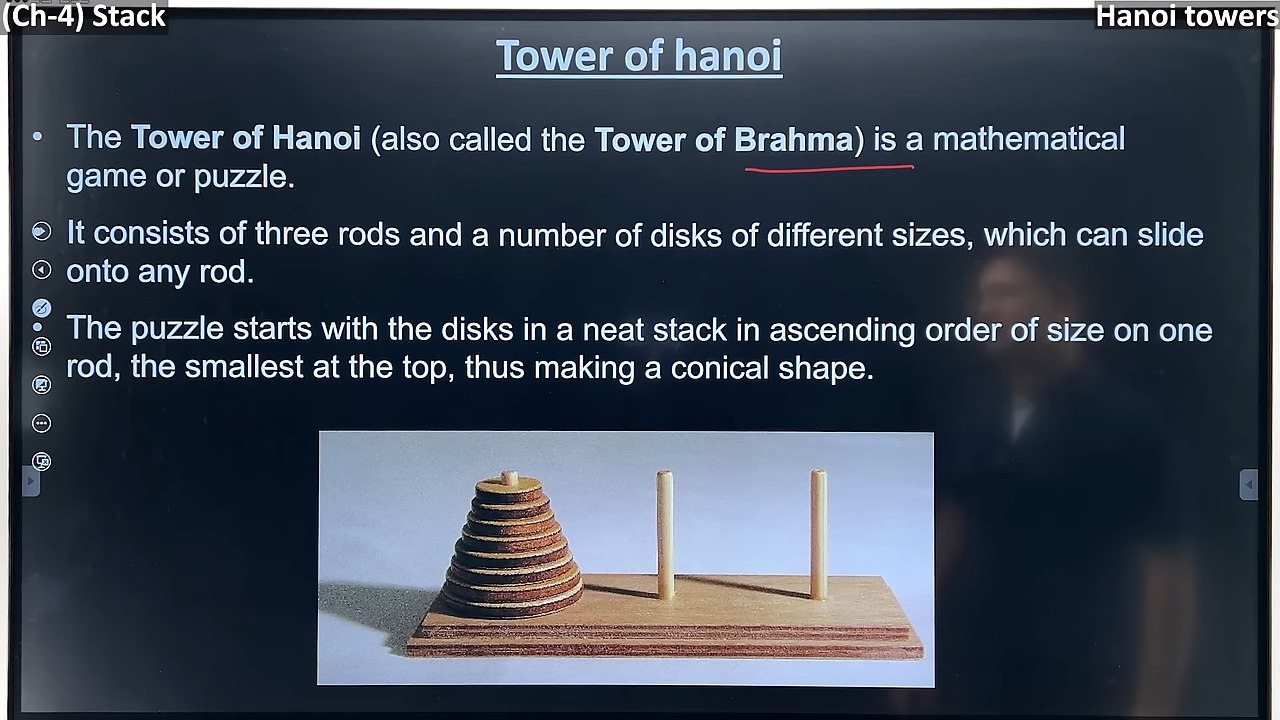 (Ch-4) Stack
Hanoi towers
Tower of hanoi
• The Tower of Hanoi (also called the Tower of Brahma) is a mathematical
game or puzzle.
It consists of three rods and a number of disks of different sizes, which can slide
onto any rod.
• The puzzle starts with the disks in a neat stack in ascending order of size on one
rod, the smallest at the top, thus making a conical shape.